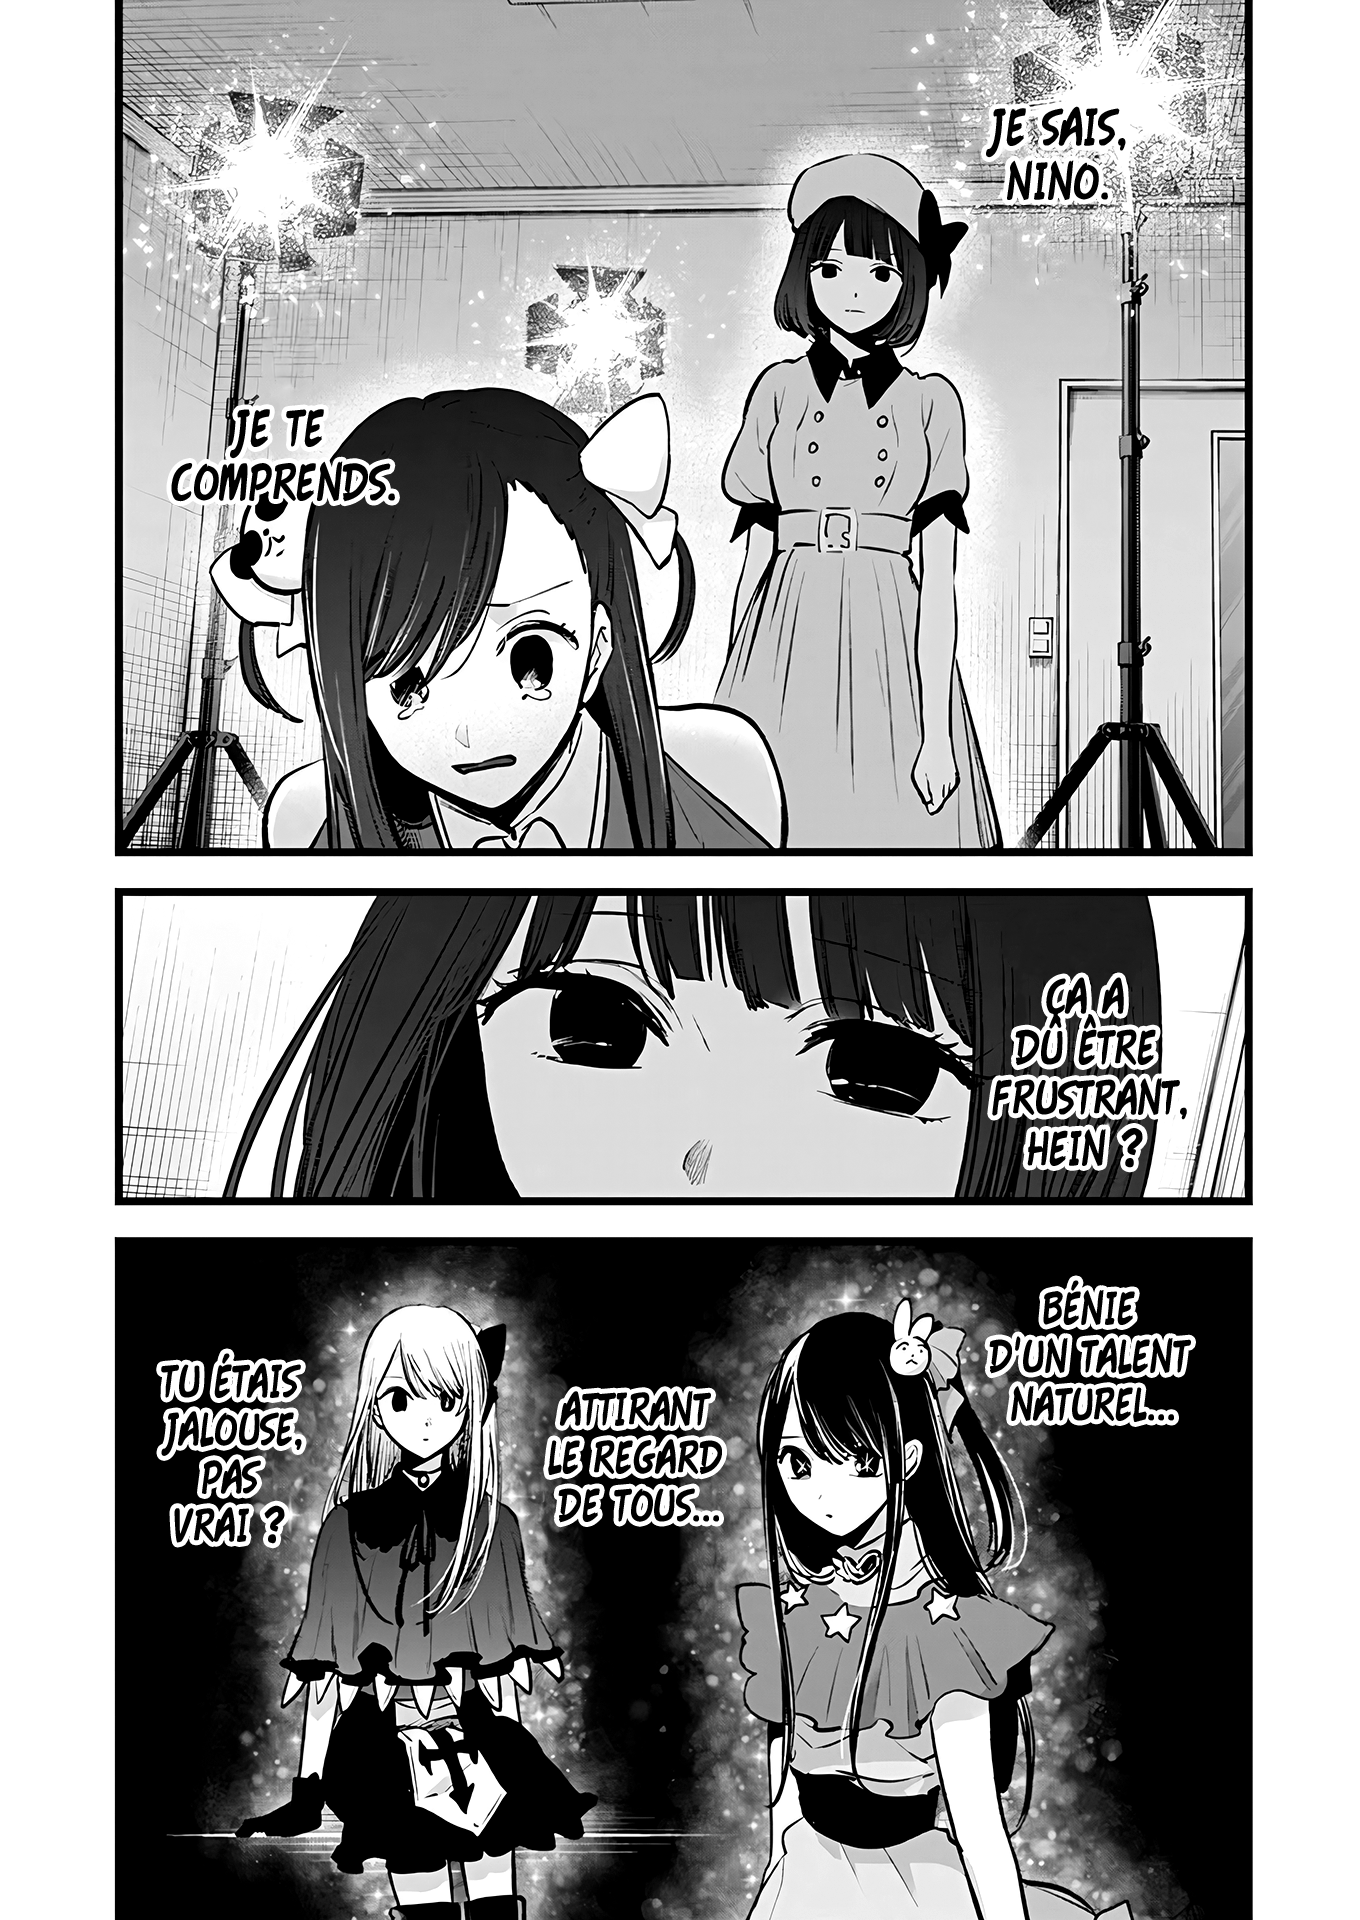 JE SAIS,
NINO.
JE TE
COMPRENDS.
ÇA A
DÛ ÊTRE
FRUSTRANT,
HEIN ?
BÉNIE
D'UN TALENT
NATUREL...
ATTIRANT
LE REGARD
DE TOUS...
TU ÉTAIS
JALOUSE,
PAS
VRAI ?